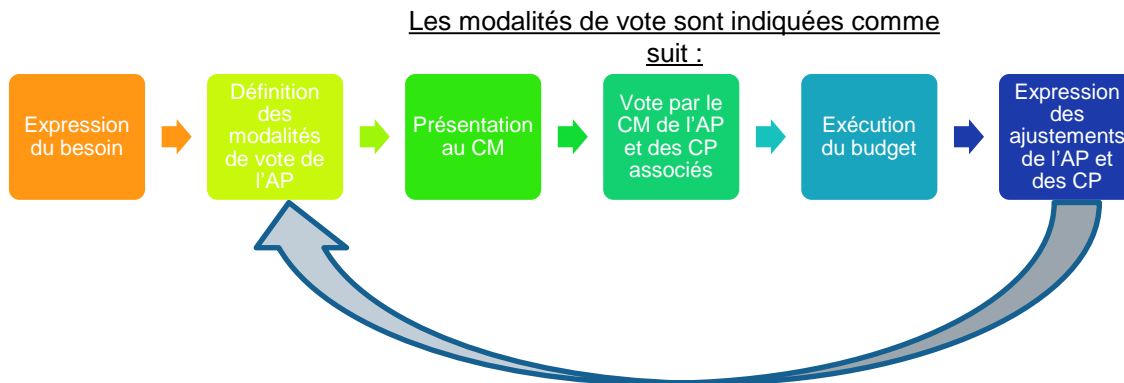 Les modalités de vote sont indiquées comme
suit :
Expression
du besoin
Définition
des
modalités
de vote de
l'AP
Présentation
au CM
Vote par le
CM de l'AP
et des CP
associés
Exécution
du budget
Expression
des
ajustements
de l'AP et
des CP